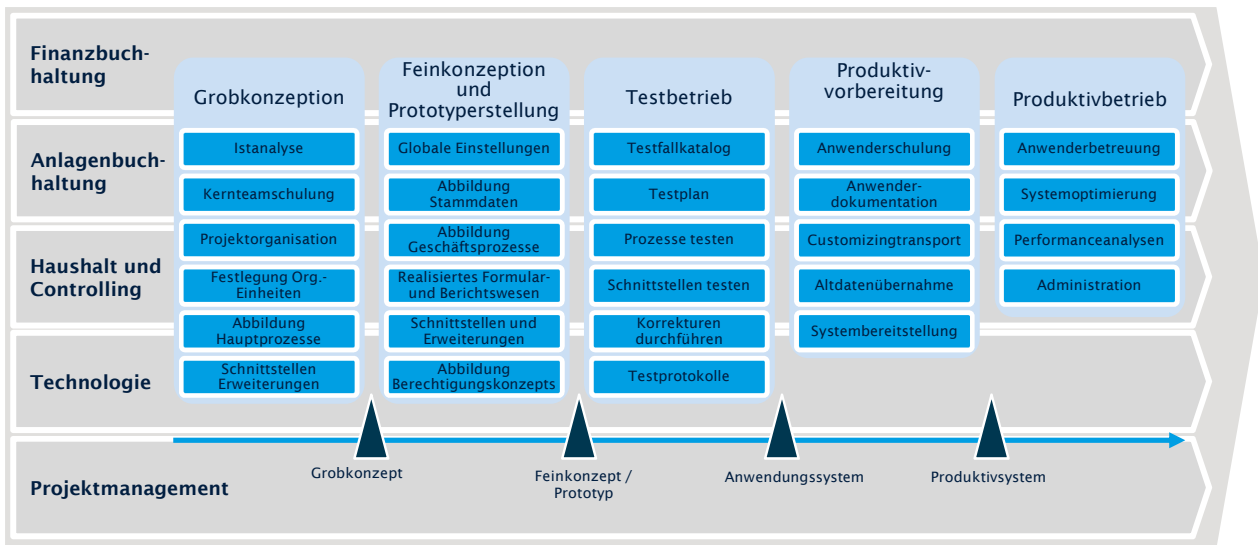 Finanzbuch-
haltung
Anlagenbuch-
haltung
Haushalt und
Controlling
Technologie
Projektmanagement
Grobkonzeption
Istanalyse
Kernteamschulung
Projektorganisation
Festlegung Org.-
Einheiten
Abbildung
Hauptprozesse
Schnittstellen
Erweiterungen
Feinkonzeption
und
Prototyperstellung
Globale Einstellungen
Abbildung
Stammdaten
Abbildung
Geschäftsprozesse
Realisiertes Formular-
und Berichtswesen
Schnittstellen und
Erweiterungen
Abbildung
Berechtigungskonzepts
Testbetrieb
Testfallkatalog
Testplan
Prozesse testen
Schnittstellen testen
Korrekturen
durchführen
Testprotokolle
Produktiv-
vorbereitung
Anwenderschulung
Anwender-
dokumentation
Customizingtransport
Altdatenübernahme
Systembereitstellung
Produktivbetrieb
Anwenderbetreuung
Systemoptimierung
Performanceanalysen
Administration
Grobkonzept
Feinkonzept /
Prototyp
Anwendungssystem
Produktivsystem